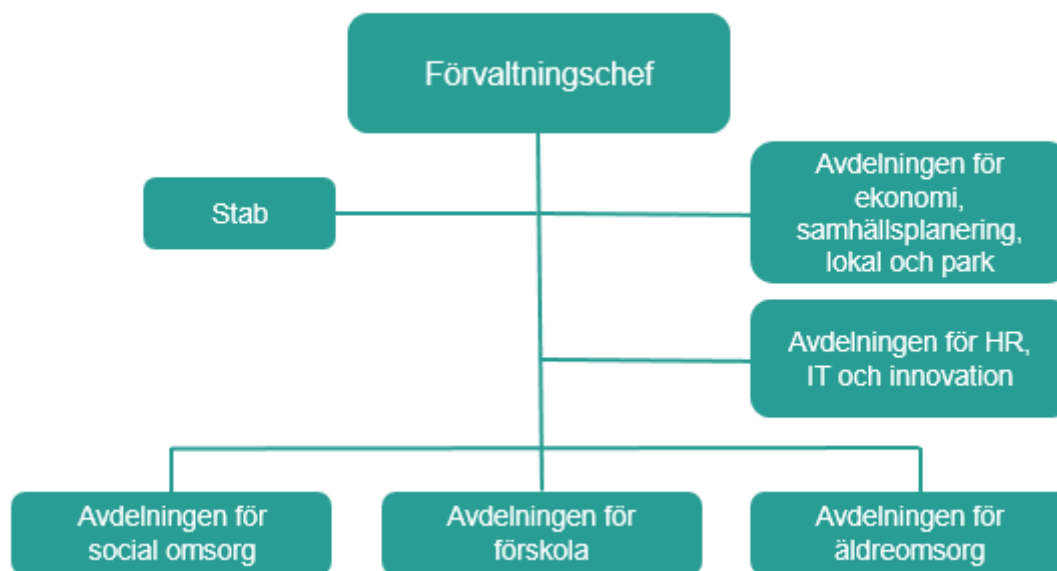 Förvaltningschef
Stab
Avdelningen för
ekonomi,
samhällsplanering,
lokal och park
Avdelningen för HR,
IT och innovation
Avdelningen för
social omsorg
Avdelningen för
förskola
Avdelningen för
äldreomsorg